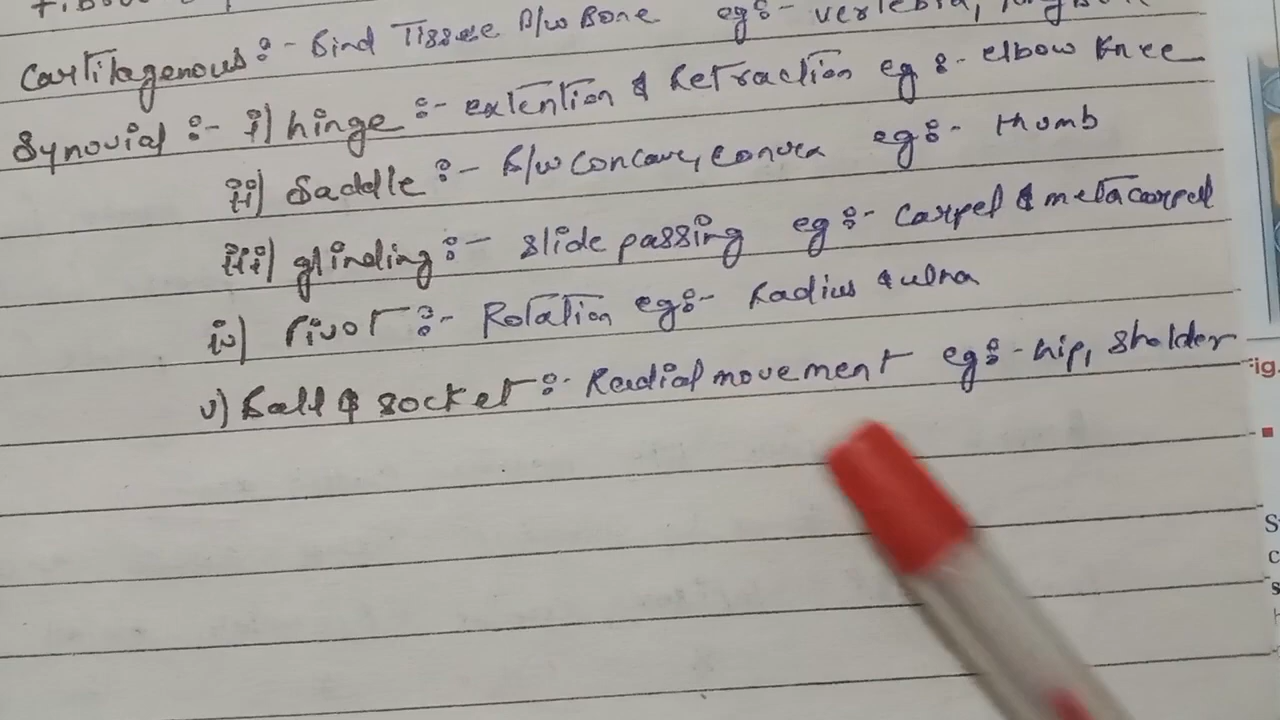 Cartilagenous :- Bind Tissue B/w Bone eg :- vertebra,
Synovial :- i) hinge :- extention & Retraction eg :- elbow knee
ii) Saddle :- B/w concave, convex eg :- thumb
iii) glinding :- slide passing eg :- carpel & metacarpel
iv) Pivot :- Rotation eg :- Radius & ulna
v) Ball & socket :- Radial movement eg :- hip, sholder
ig.
S
c
s